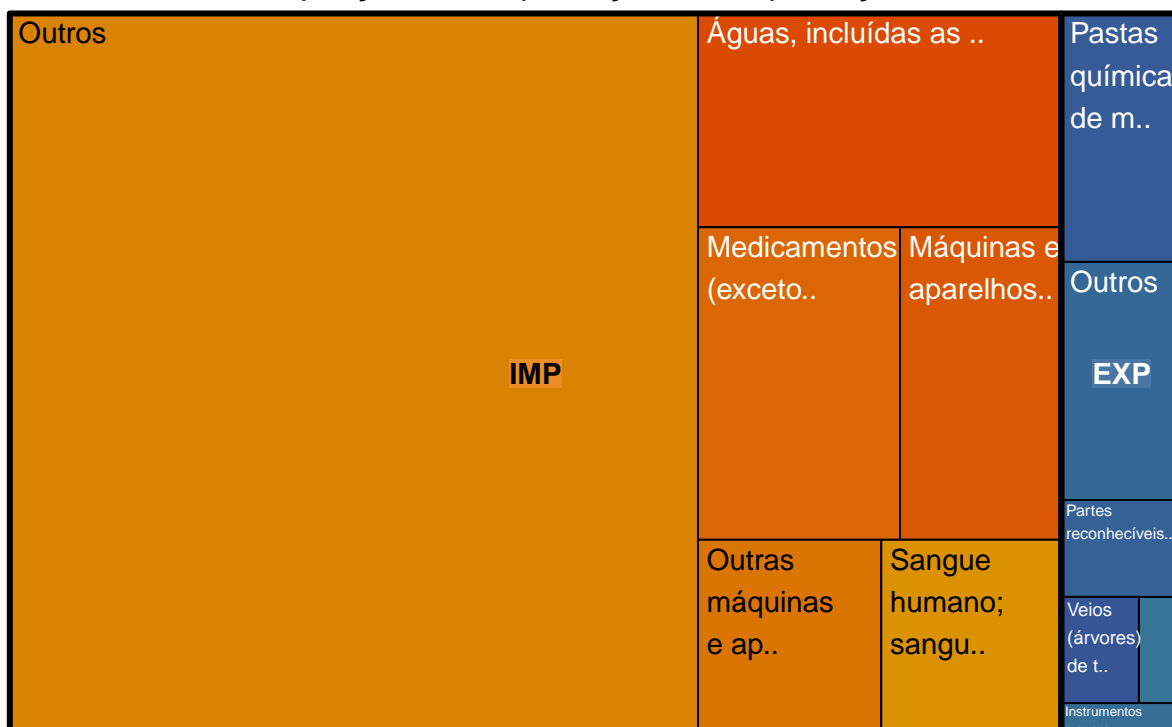 Outros
Águas, incluídas as ..
Medicamentos
(exceto..
Máquinas e
aparelhos..
IMP
Outras
máquinas
e ap..
Sangue
humano;
sangu..
Pastas
química
de m..
Outros
EXP
Partes
reconhecíveis..
Veios
(árvores)
de t..
Instrumentos